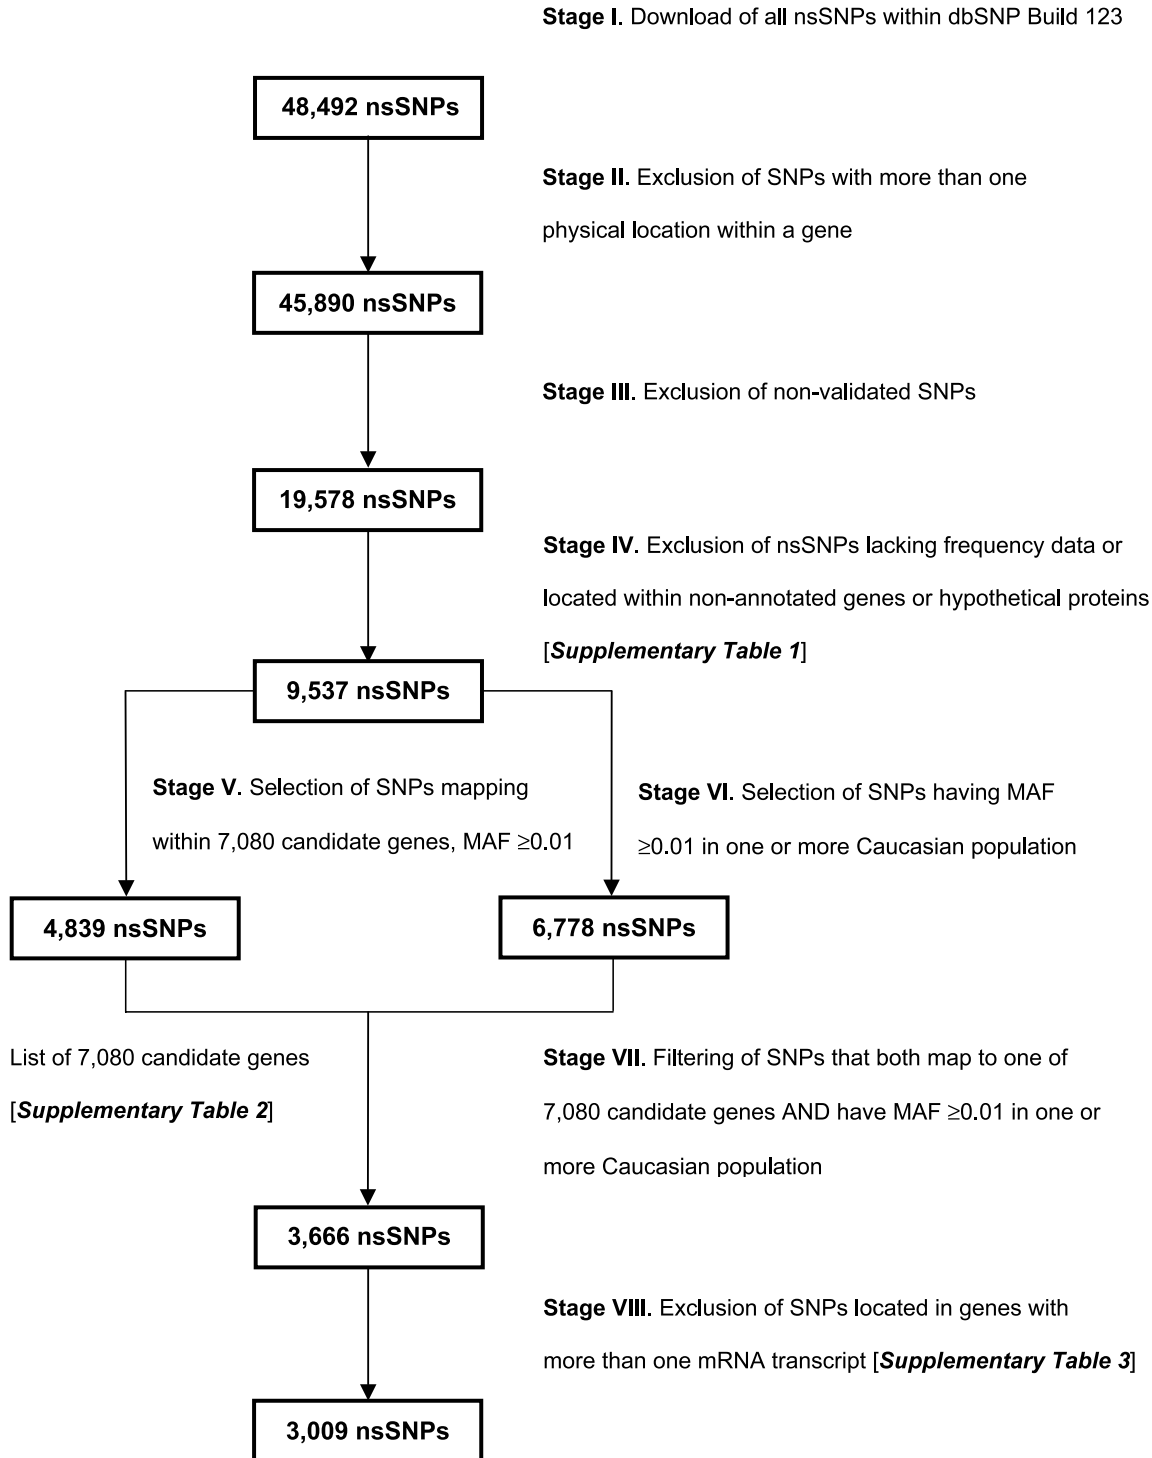 Stage I. Download of all nsSNPs within dbSNP Build 123
48,492 nsSNPs
Stage II. Exclusion of SNPs with more than one
physical location within a gene
45,890 nsSNPs
Stage III. Exclusion of non-validated SNPs
19,578 nsSNPs
Stage IV. Exclusion of nsSNPs lacking frequency data or
located within non-annotated genes or hypothetical proteins
[Supplementary Table 1]
9,537 nsSNPs
Stage V. Selection of SNPs mapping
within 7,080 candidate genes, MAF ≥0.01
Stage VI. Selection of SNPs having MAF
≥0.01 in one or more Caucasian population
4,839 nsSNPs
6,778 nsSNPs
List of 7,080 candidate genes
[Supplementary Table 2]
Stage VII. Filtering of SNPs that both map to one of
7,080 candidate genes AND have MAF ≥0.01 in one or
more Caucasian population
3,666 nsSNPs
Stage VIII. Exclusion of SNPs located in genes with
more than one mRNA transcript [Supplementary Table 3]
3,009 nsSNPs